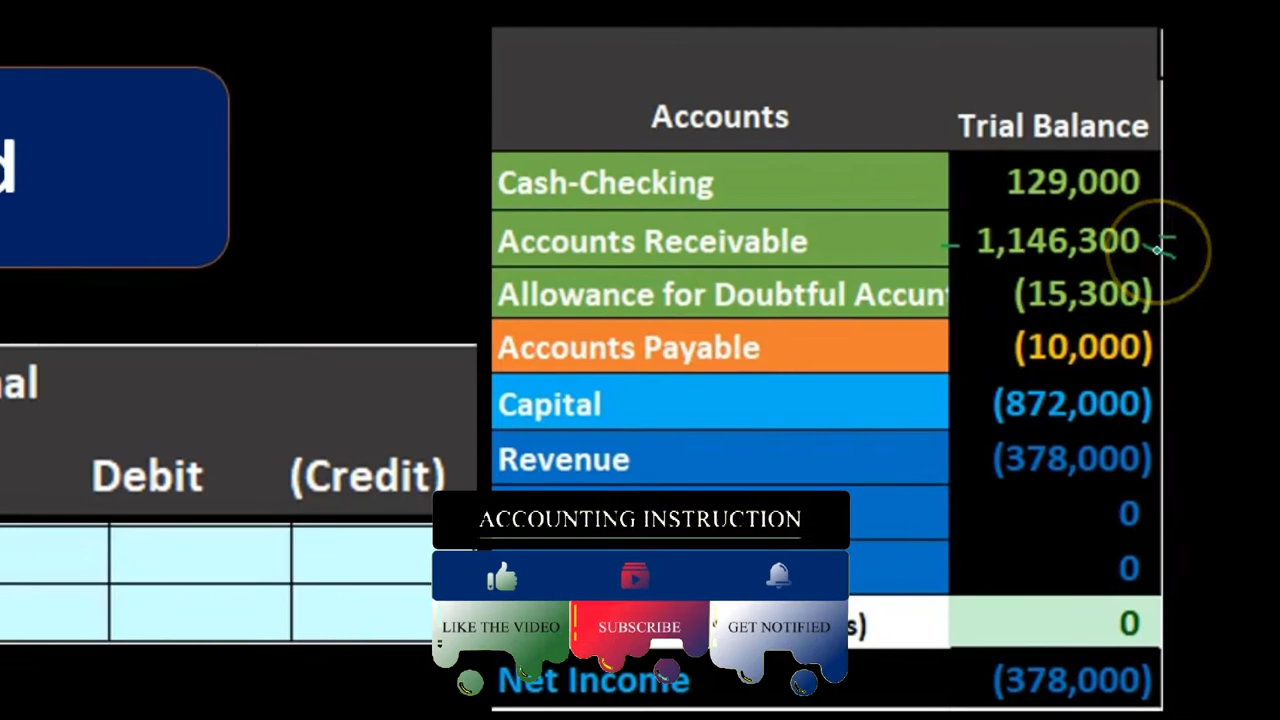 d
Accounts Trial Balance
Cash-Checking 129,000
Accounts Receivable 1,146,300
Allowance for Doubtful Accun (15,300)
Accounts Payable (10,000)
al
Capital (872,000)
Debit (Credit)
Revenue (378,000)
0
0
s) 0
Net Income (378,000)
ACCOUNTING INSTRUCTION
LIKE THE VIDEO SUBSCRIBE GET NOTIFIED